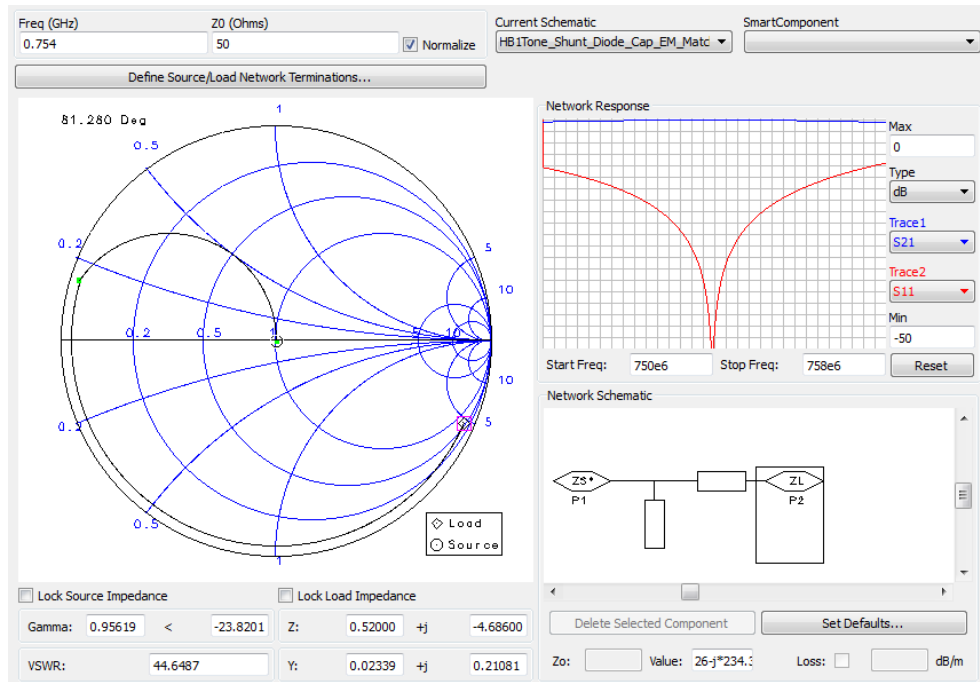 Freq (GHz)
Z0 (Ohms)
Current Schematic
SmartComponent
0.754
50
Normalize
HB1Tone_Shunt_Diode_Cap_EM_Matc
Define Source/Load Network Terminations...
81.280 Deg
1
0.5
0.2
5
10
0.2
0.5
1
5
10
10
5
0.2
0.5
1
Load
Source
Network Response
Max
0
Type
dB
Trace1
S21
Trace2
S11
Min
-50
Start Freq:
750e6
Stop Freq:
758e6
Reset
Network Schematic
ZS*
P1
ZL
P2
Lock Source Impedance
Lock Load Impedance
Gamma:
0.95619
<
-23.8201
Z:
0.52000
+j
-4.68600
VSWR:
44.6487
Y:
0.02339
+j
0.21081
Delete Selected Component
Set Defaults...
Zo:
Value:
26-j*234.3
Loss:
dB/m